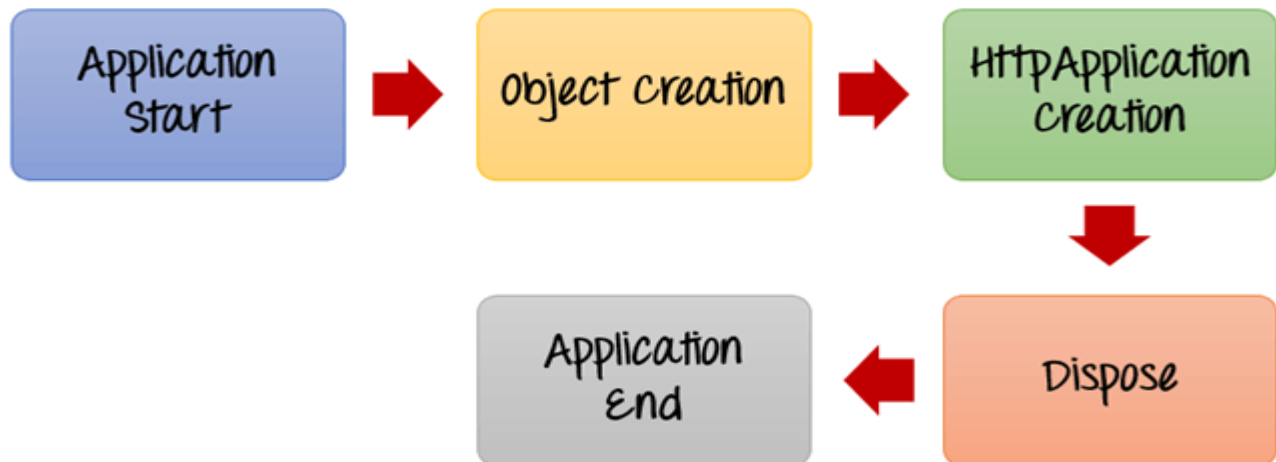 Application
Start
Object Creation
HttpApplication
Creation
Dispose
Application
End